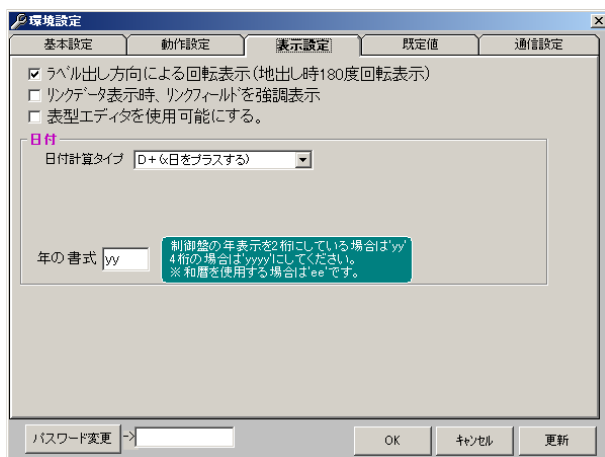 環境設定
基本設定 動作設定 表示設定 既定値 通信設定
ラベル出し方向による回転表示(地出し時180度回転表示)
リンクデータ表示時、リンクフィールドを強調表示
表型エディタを使用可能にする。
日付
日付計算タイプ D+(x日をプラスする)
制御盤の年表示を2桁にしている場合は'yy'
4桁の場合は'yyyy'にしてください。
※和暦を使用する場合は'ee'です。
年の書式 yy
パスワード変更 ->
OK キャンセル 更新